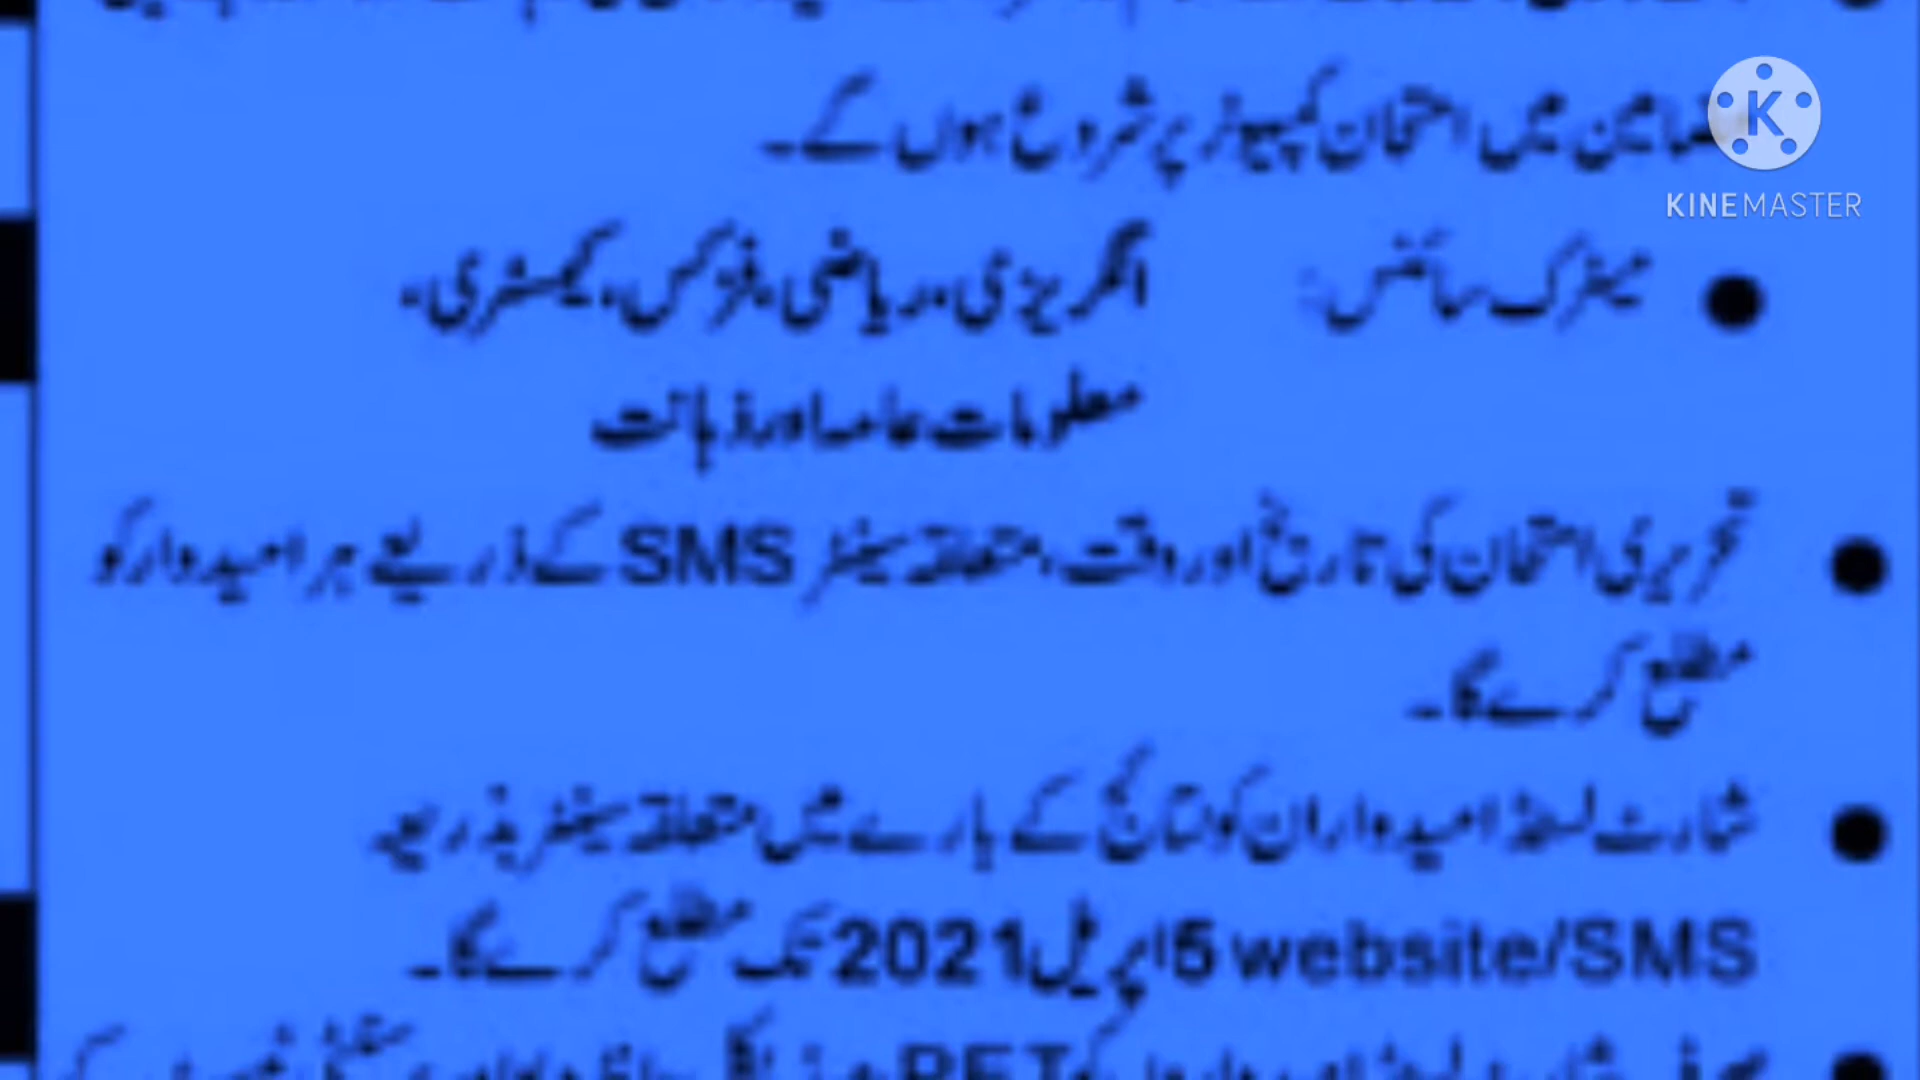 مضامین میں امتحان کمپیوٹر پر شروع ہوں گے۔
KINEMASTER
میٹرک سائنس: انگریزی، ریاضی، فزکس، کیمسٹری،
معلومات عامہ اور ذہانت
تحریری امتحان کی تاریخ اور وقت، متعلقہ سینٹر SMS کے ذریعے ہر امیدوار کو
مطلع کرے گا۔
شارٹ لسٹڈ امیدواران کو نتائج کے بارے میں متعلقہ سینٹر بذریعہ
website/SMS 5 اپریل 2021 تک مطلع کرے گا۔